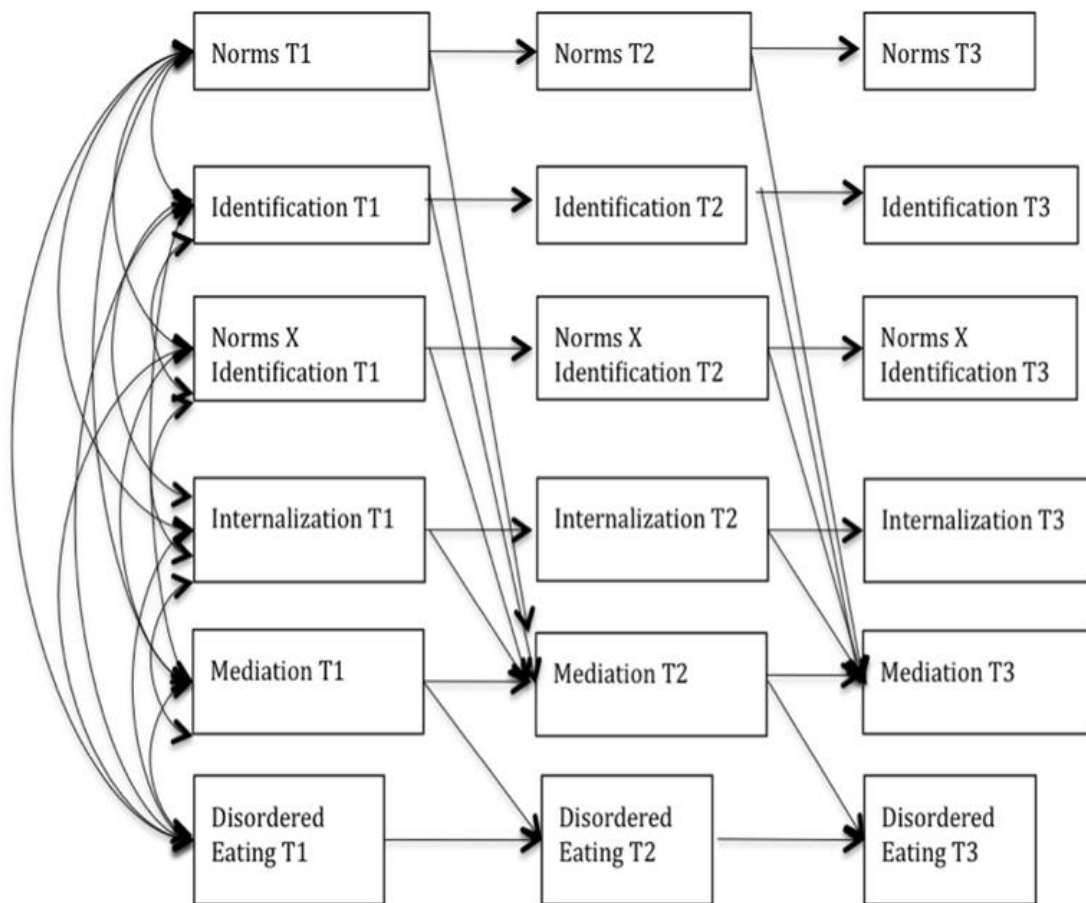 Norms T1
Norms T2
Norms T3
Identification T1
Identification T2
Identification T3
Norms X
Identification T1
Norms X
Identification T2
Norms X
Identification T3
Internalization T1
Internalization T2
Internalization T3
Mediation T1
Mediation T2
Mediation T3
Disordered
Eating T1
Disordered
Eating T2
Disordered
Eating T3